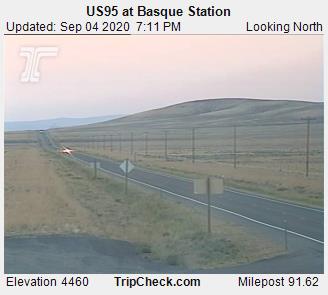 US95 at Basque Station
Updated: Sep 04 2020 7:11 PM Looking North
Elevation 4460 TripCheck.com Milepost 91.62